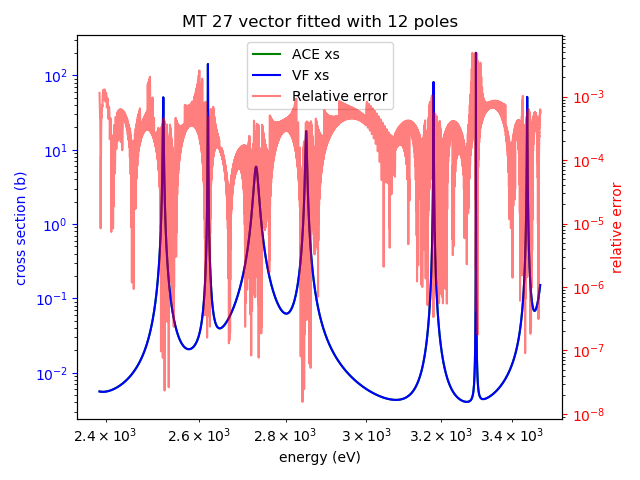 MT 27 vector fitted with 12 poles
ACE xs
VF xs
Relative error
10²
10¹
10⁰
10⁻¹
10⁻²
cross section (b)
10⁻³
10⁻⁴
10⁻⁵
10⁻⁶
10⁻⁷
10⁻⁸
relative error
2.4 × 10³ 2.6 × 10³ 2.8 × 10³ 3 × 10³ 3.2 × 10³ 3.4 × 10³
energy (eV)